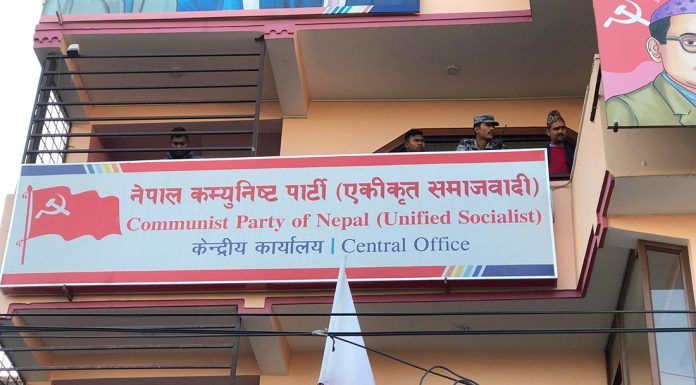 नेपाल कम्युनिष्ट पार्टी (एकीकृत समाजवादी)
Communist Party of Nepal (Unified Socialist)
केन्द्रीय कार्यालय | Central Office